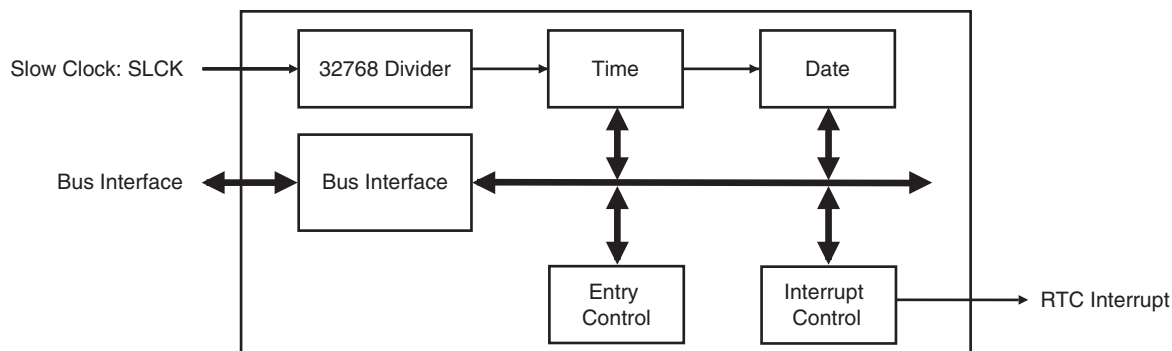 Slow Clock: SLCK
32768 Divider
Time
Date
Bus Interface
Bus Interface
Entry
Control
Interrupt
Control
RTC Interrupt